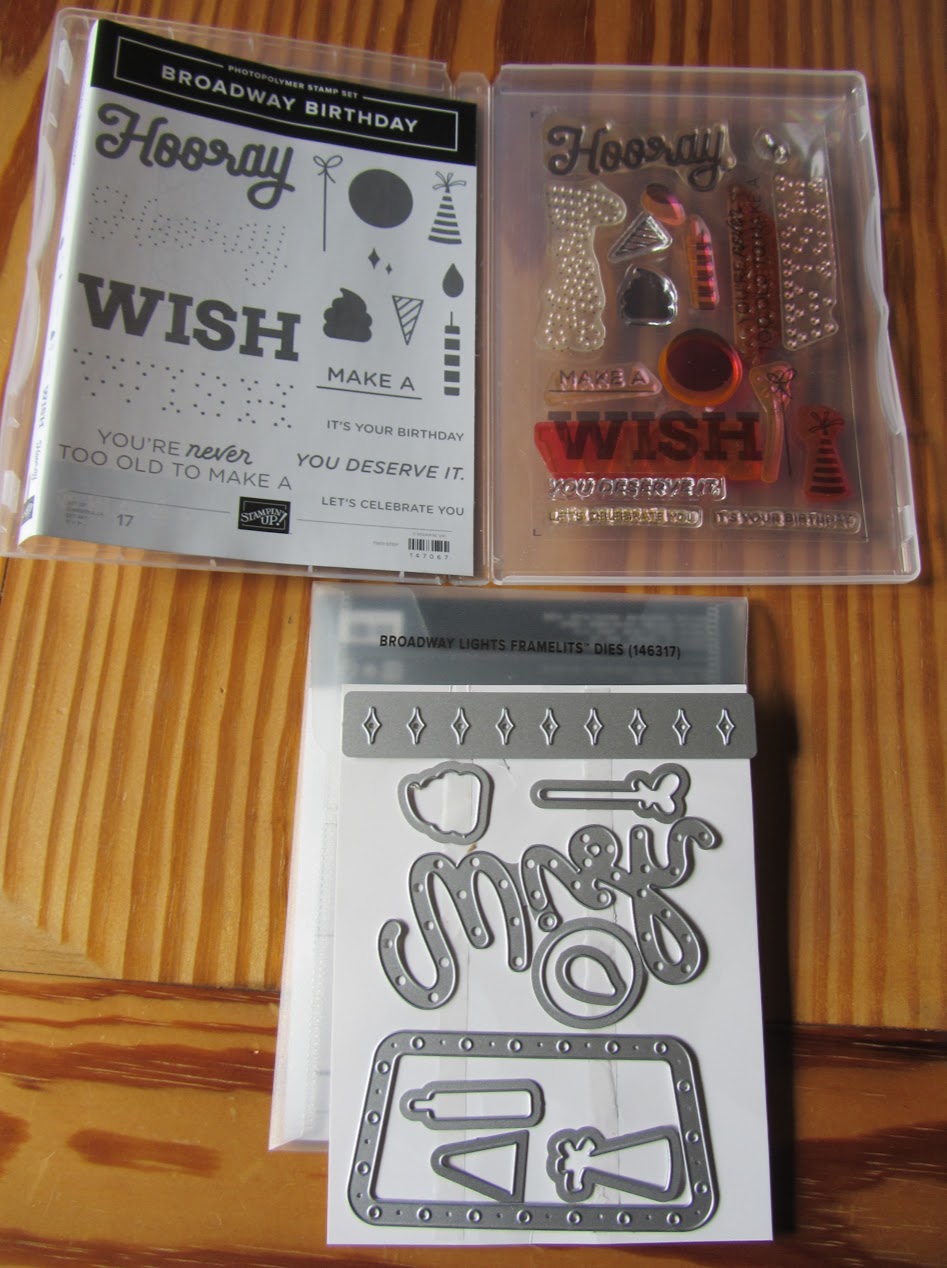 PHOTOPOLYMER STAMP SET
BROADWAY BIRTHDAY
Hooray
Hooray
WISH
WISH
MAKE A
IT'S YOUR BIRTHDAY
YOU'RE never
TOO OLD TO MAKE A
YOU DESERVE IT.
LET'S CELEBRATE YOU
17
STAMPIN' UP!
147067
Hooray
MAKE A
WISH
YOU DESERVE IT.
LET'S CELEBRATE YOU
IT'S YOUR BIRTHDAY
BROADWAY LIGHTS FRAMELITS™ DIES (146317)